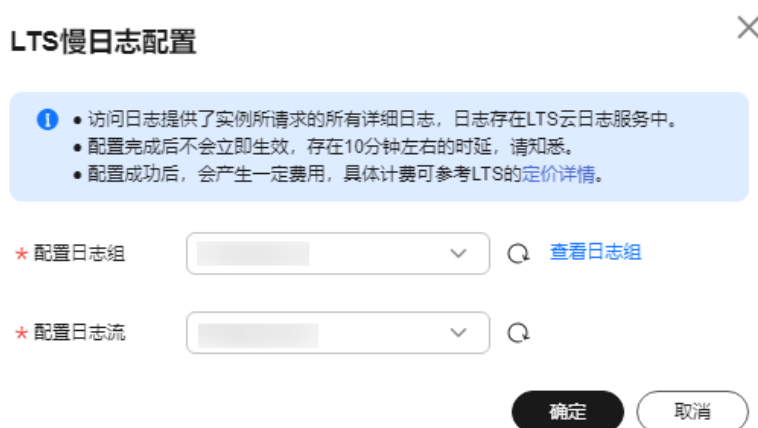 LTS慢日志配置
● 访问日志提供了实例所请求的所有详细日志，日志存在LTS云日志服务中。
● 配置完成后不会立即生效，存在10分钟左右的时延，请知悉。
● 配置成功后，会产生一定费用，具体计费可参考LTS的定价详情。
* 配置日志组 查看日志组
* 配置日志流
确定 取消